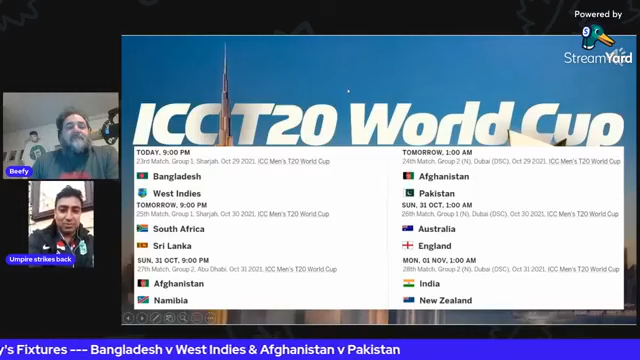 Powered by
StreamYard
ICC T20 World Cup
TODAY, 9:00 PM
23rd Match, Group 1, Sharjah, Oct 29 2021, ICC Men's T20 World Cup
Bangladesh
West Indies
TOMORROW, 9:00 PM
25th Match, Group 1, Sharjah, Oct 30 2021, ICC Men's T20 World Cup
South Africa
Sri Lanka
SUN, 31 OCT, 9:00 PM
27th Match, Group 2, Abu Dhabi, Oct 31 2021, ICC Men's T20 World Cup
Afghanistan
Namibia
TOMORROW, 1:00 AM
24th Match, Group 2 (N), Dubai (DSC), Oct 29 2021, ICC Men's T20 World Cup
Afghanistan
Pakistan
SUN, 31 OCT, 1:00 AM
26th Match, Group 1 (N), Dubai (DSC), Oct 30 2021, ICC Men's T20 World Cup
Australia
England
MON, 01 NOV, 1:00 AM
28th Match, Group 2 (N), Dubai (DSC), Oct 31 2021, ICC Men's T20 World Cup
India
New Zealand
Beefy
Umpire strikes back
y's Fixtures --- Bangladesh v West Indies & Afghanistan v Pakistan